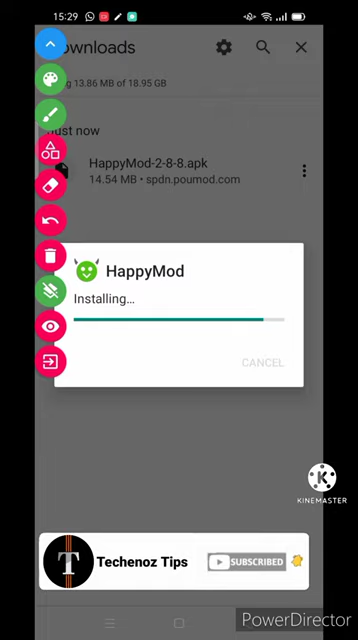 15:29
ownloads
g 13.86 MB of 18.95 GB
ust now
HappyMod-2-8-8.apk
14.54 MB • spdn.poumod.com
HappyMod
Installing...
CANCEL
K
KINEMASTER
T
Techenoz Tips
SUBSCRIBED
PowerDirector